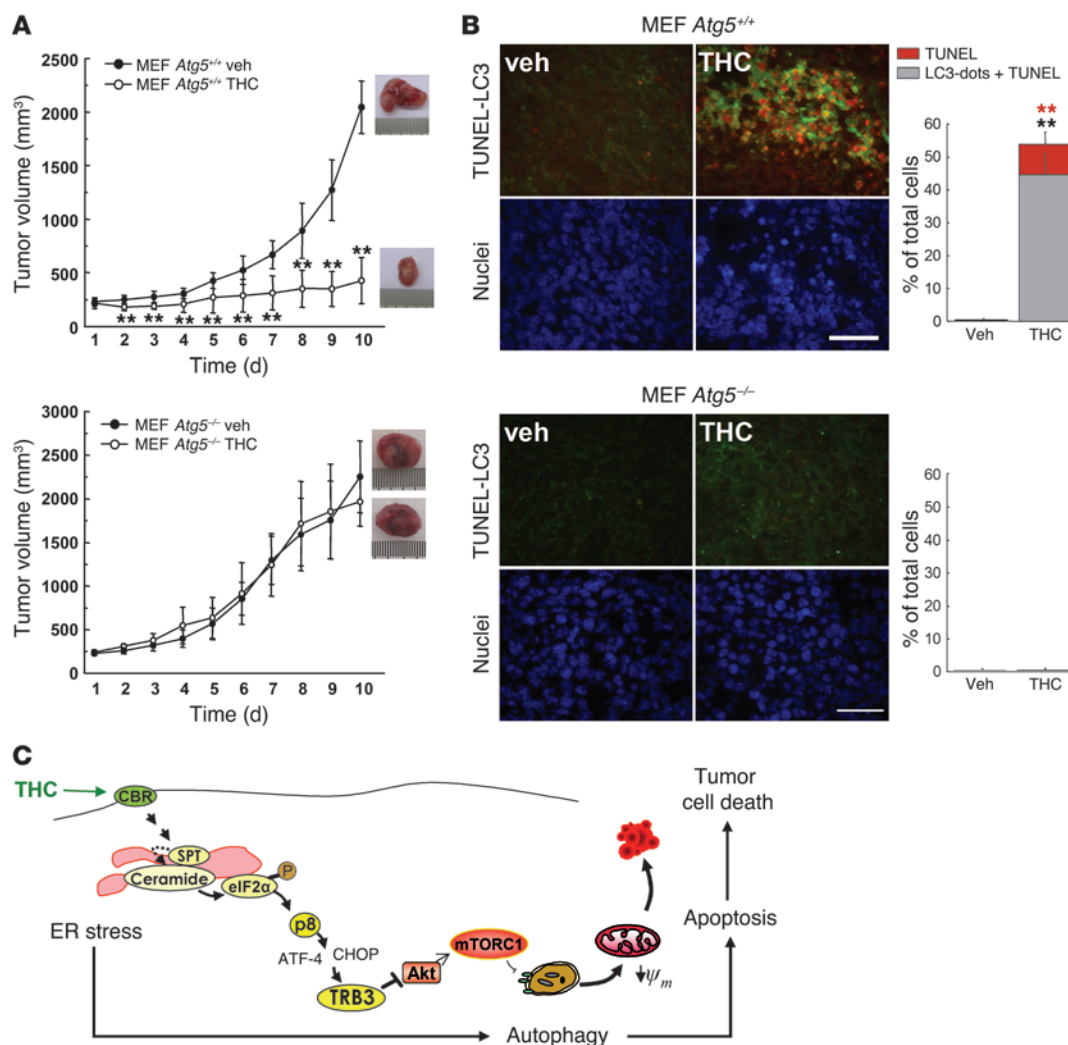 A
MEF Atg5+/+ veh
MEF Atg5+/+ THC
Tumor volume (mm³)
2500
2000
1500
1000
500
0
** ** ** ** ** ** ** ** **
1 2 3 4 5 6 7 8 9 10
Time (d)
MEF Atg5−/− veh
MEF Atg5−/− THC
Tumor volume (mm³)
3000
2500
2000
1500
1000
500
0
1 2 3 4 5 6 7 8 9 10
Time (d)
B
MEF Atg5+/+
veh
THC
TUNEL-LC3
Nuclei
TUNEL
LC3-dots + TUNEL
**
**
% of total cells
60
50
40
30
20
10
0
Veh THC
MEF Atg5−/−
veh
THC
TUNEL-LC3
Nuclei
% of total cells
60
50
40
30
20
10
0
Veh THC
C
THC
CBR
SPT
Ceramide
eIF2α
P
p8
ATF-4
CHOP
TRB3
Akt
mTORC1
↓ψm
ER stress
Autophagy
Apoptosis
Tumor
cell death